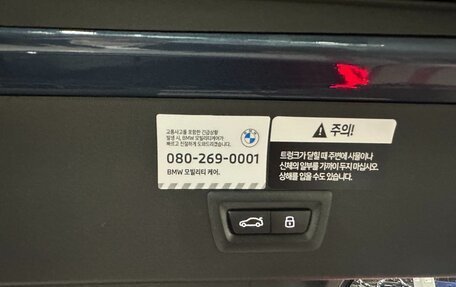 교통사고를 포함한 긴급상황
발생 시, BMW 모빌리티케어가
빠르고 친절하게 도와드리겠습니다.
080-269-0001
BMW 모빌리티 케어.
주의!
트렁크가 닫힐 때 주변에 사물이나
신체의 일부를 가까이 두지 마십시오.
상해를 입을 수도 있습니다.